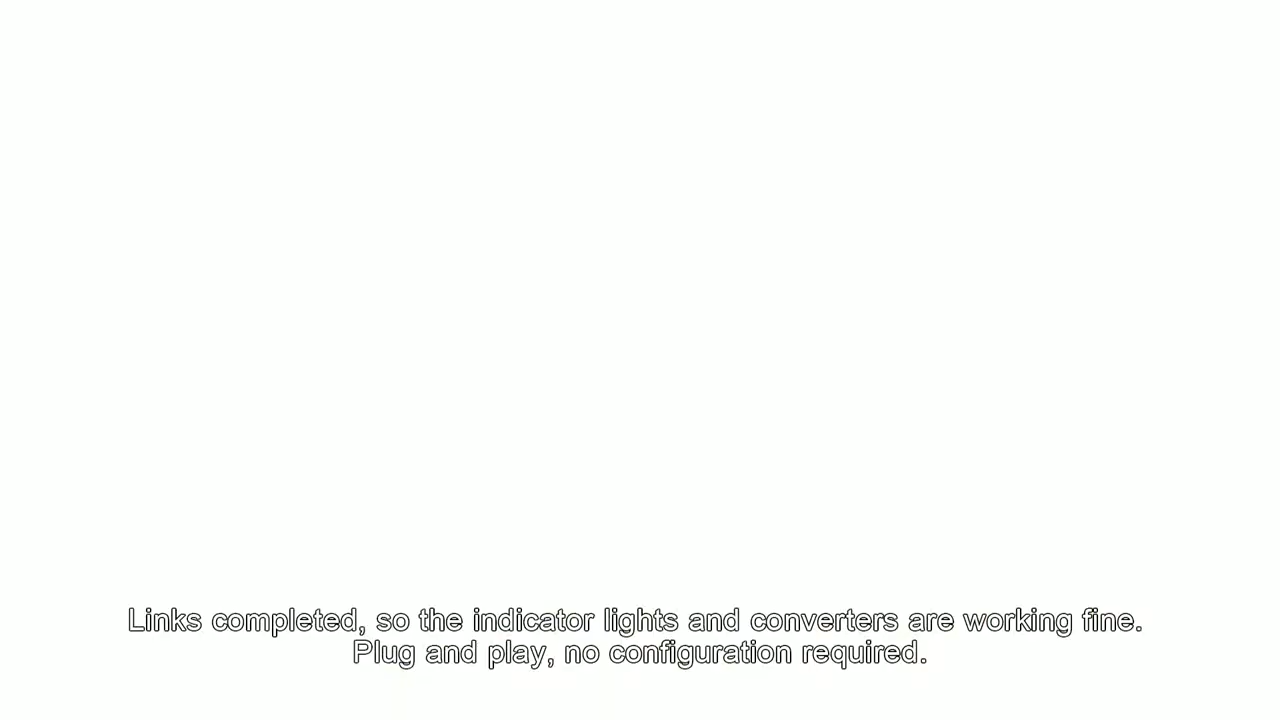 Links completed, so the indicator lights and converters are working fine.
Plug and play, no configuration required.